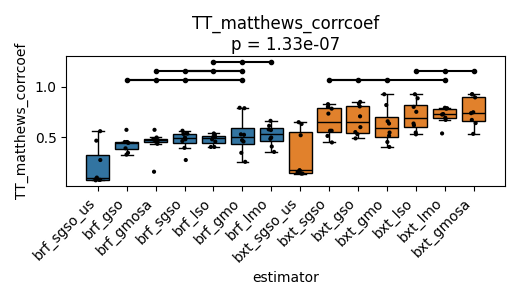 TT_matthews_corrcoef
p = 1.33e-07
TT_matthews_corrcoef
1.0
0.5
brf_sgso_us
brf_gso
brf_gmosa
brf_sgso
brf_lso
brf_gmo
brf_lmo
bxt_sgso_us
bxt_sgso
bxt_gso
bxt_gmo
bxt_lso
bxt_lmo
bxt_gmosa
estimator